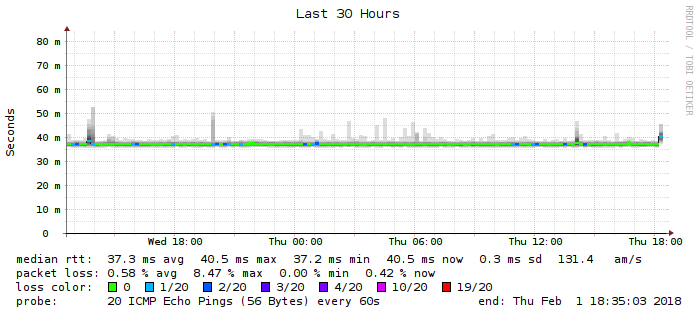 Last 30 Hours
RRDTOOL / TOBI OETIKER
Seconds
80 m
70 m
60 m
50 m
40 m
30 m
20 m
10 m
0
Wed 18:00 Thu 00:00 Thu 06:00 Thu 12:00 Thu 18:00
median rtt: 37.3 ms avg 40.5 ms max 37.2 ms min 40.5 ms now 0.3 ms sd 131.4 am/s
packet loss: 0.58 % avg 8.47 % max 0.00 % min 0.42 % now
loss color: 0 1/20 2/20 3/20 4/20 10/20 19/20
probe: 20 ICMP Echo Pings (56 Bytes) every 60s end: Thu Feb 1 18:35:03 2018